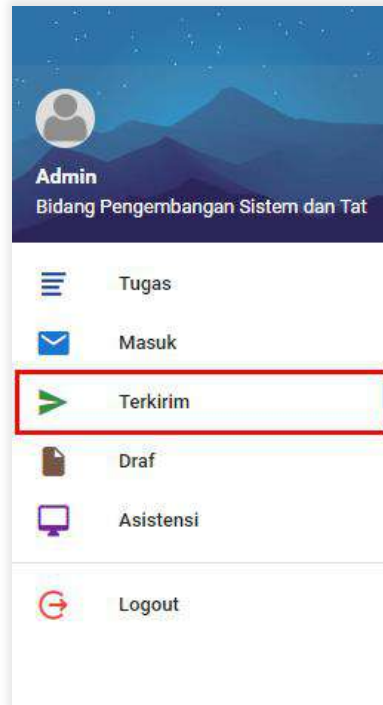 Admin
Bidang Pengembangan Sistem dan Tat
Tugas
Masuk
Terkirim
Draf
Asistensi
Logout